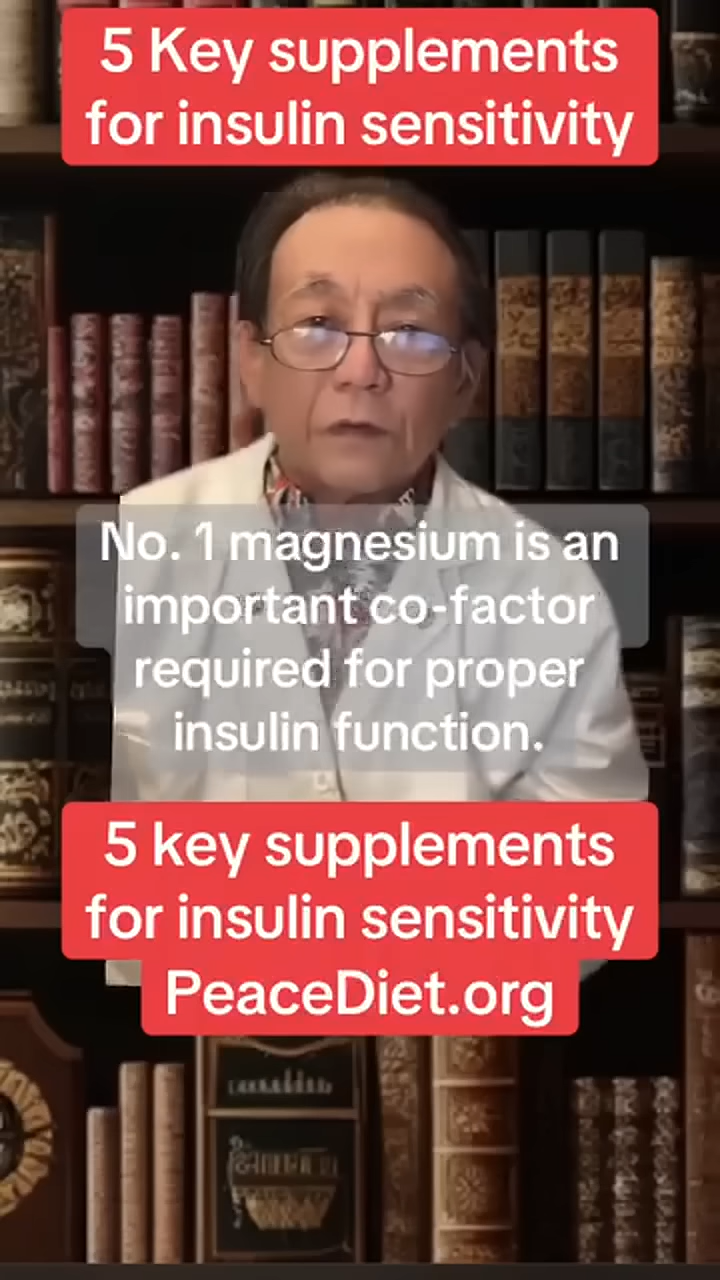 5 Key supplements
for insulin sensitivity
No. 1 magnesium is an
important co-factor
required for proper
insulin function.
5 key supplements
for insulin sensitivity
PeaceDiet.org